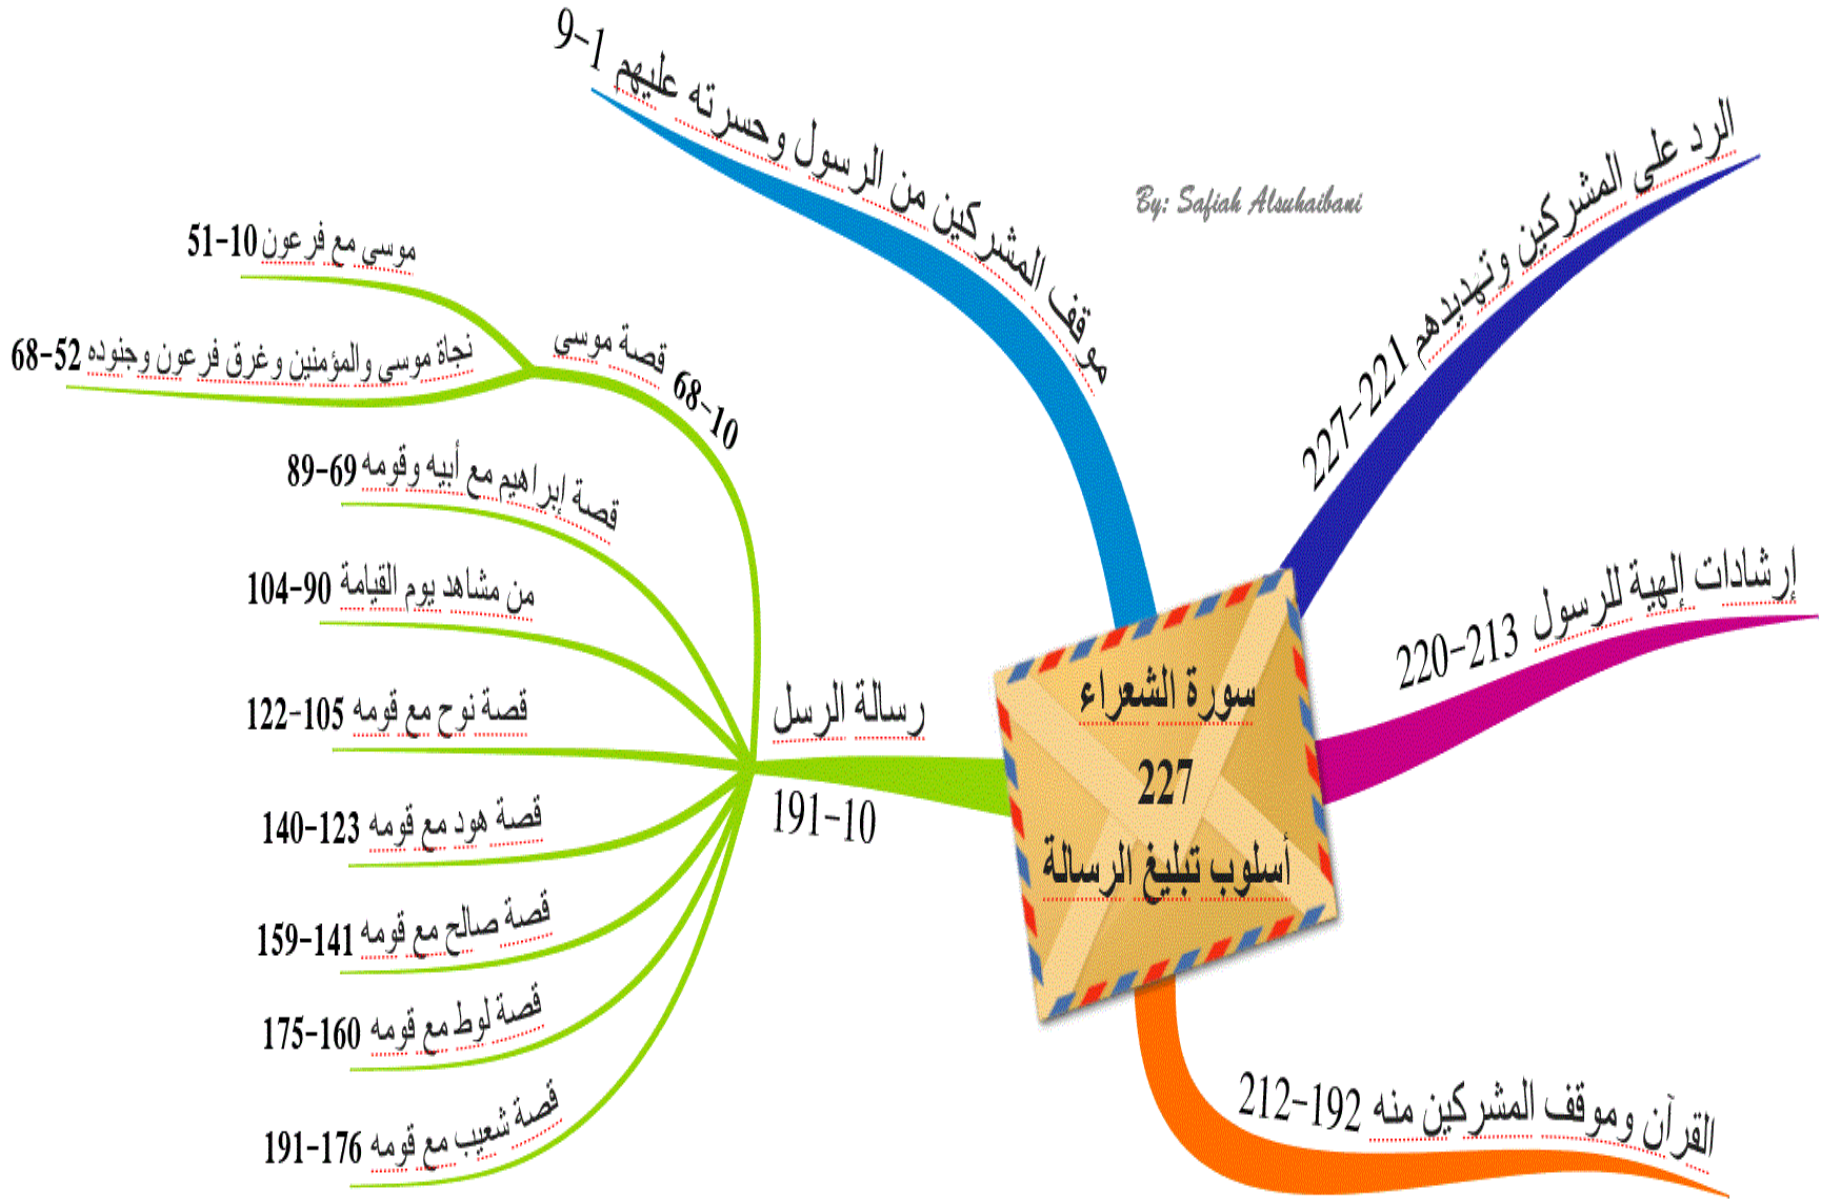 سورة الشعراء
227
أسلوب تبليغ الرسالة
By: Safiah Alsuhaibani
موقف المشركين من الرسول وحسرته عليهم 1-9
رسالة الرسل
10-191
قصة موسى
10-68
موسى مع فرعون 10-51
نجاة موسى والمؤمنين وغرق فرعون وجنوده 52-68
قصة إبراهيم مع أبيه وقومه 69-89
من مشاهد يوم القيامة 90-104
قصة نوح مع قومه 105-122
قصة هود مع قومه 123-140
قصة صالح مع قومه 141-159
قصة لوط مع قومه 160-175
قصة شعيب مع قومه 176-191
القرآن وموقف المشركين منه 192-212
إرشادات إلهية للرسول 213-220
الرد على المشركين وتهديدهم 221-227